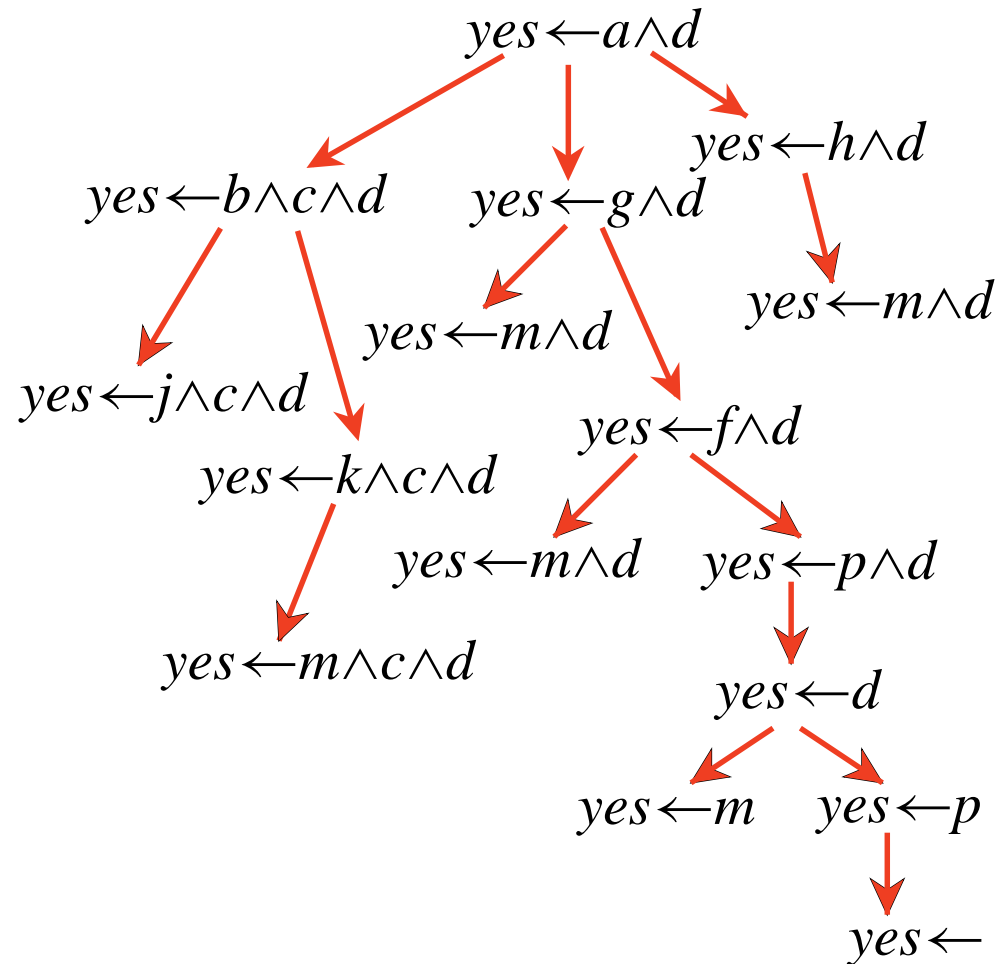 yes←a∧d
yes←h∧d
yes←b∧c∧d
yes←g∧d
yes←m∧d
yes←m∧d
yes←j∧c∧d
yes←f∧d
yes←k∧c∧d
yes←m∧d
yes←p∧d
yes←m∧c∧d
yes←d
yes←m
yes←p
yes←